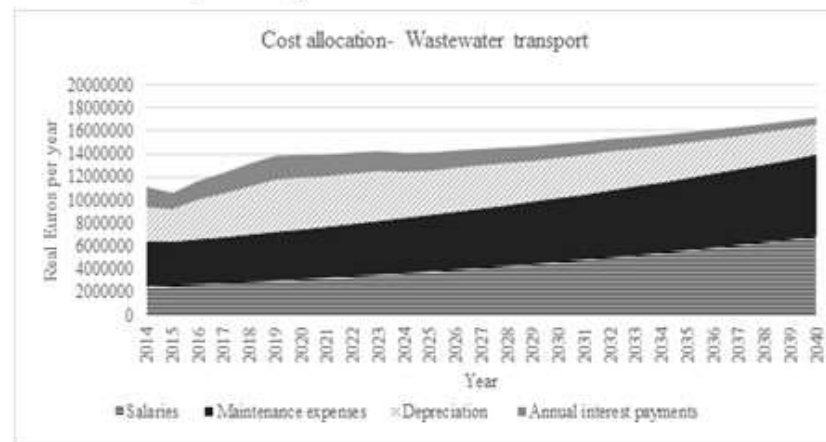 Cost allocation- Wastewater transport
20000000
18000000
16000000
14000000
12000000
10000000
8000000
6000000
4000000
2000000
0
Real Euros per year
2014 2015 2016 2017 2018 2019 2020 2021 2022 2023 2024 2025 2026 2027 2028 2029 2030 2031 2032 2033 2034 2035 2036 2037 2038 2039 2040
Year
Salaries Maintenance expenses Depreciation Annual interest payments